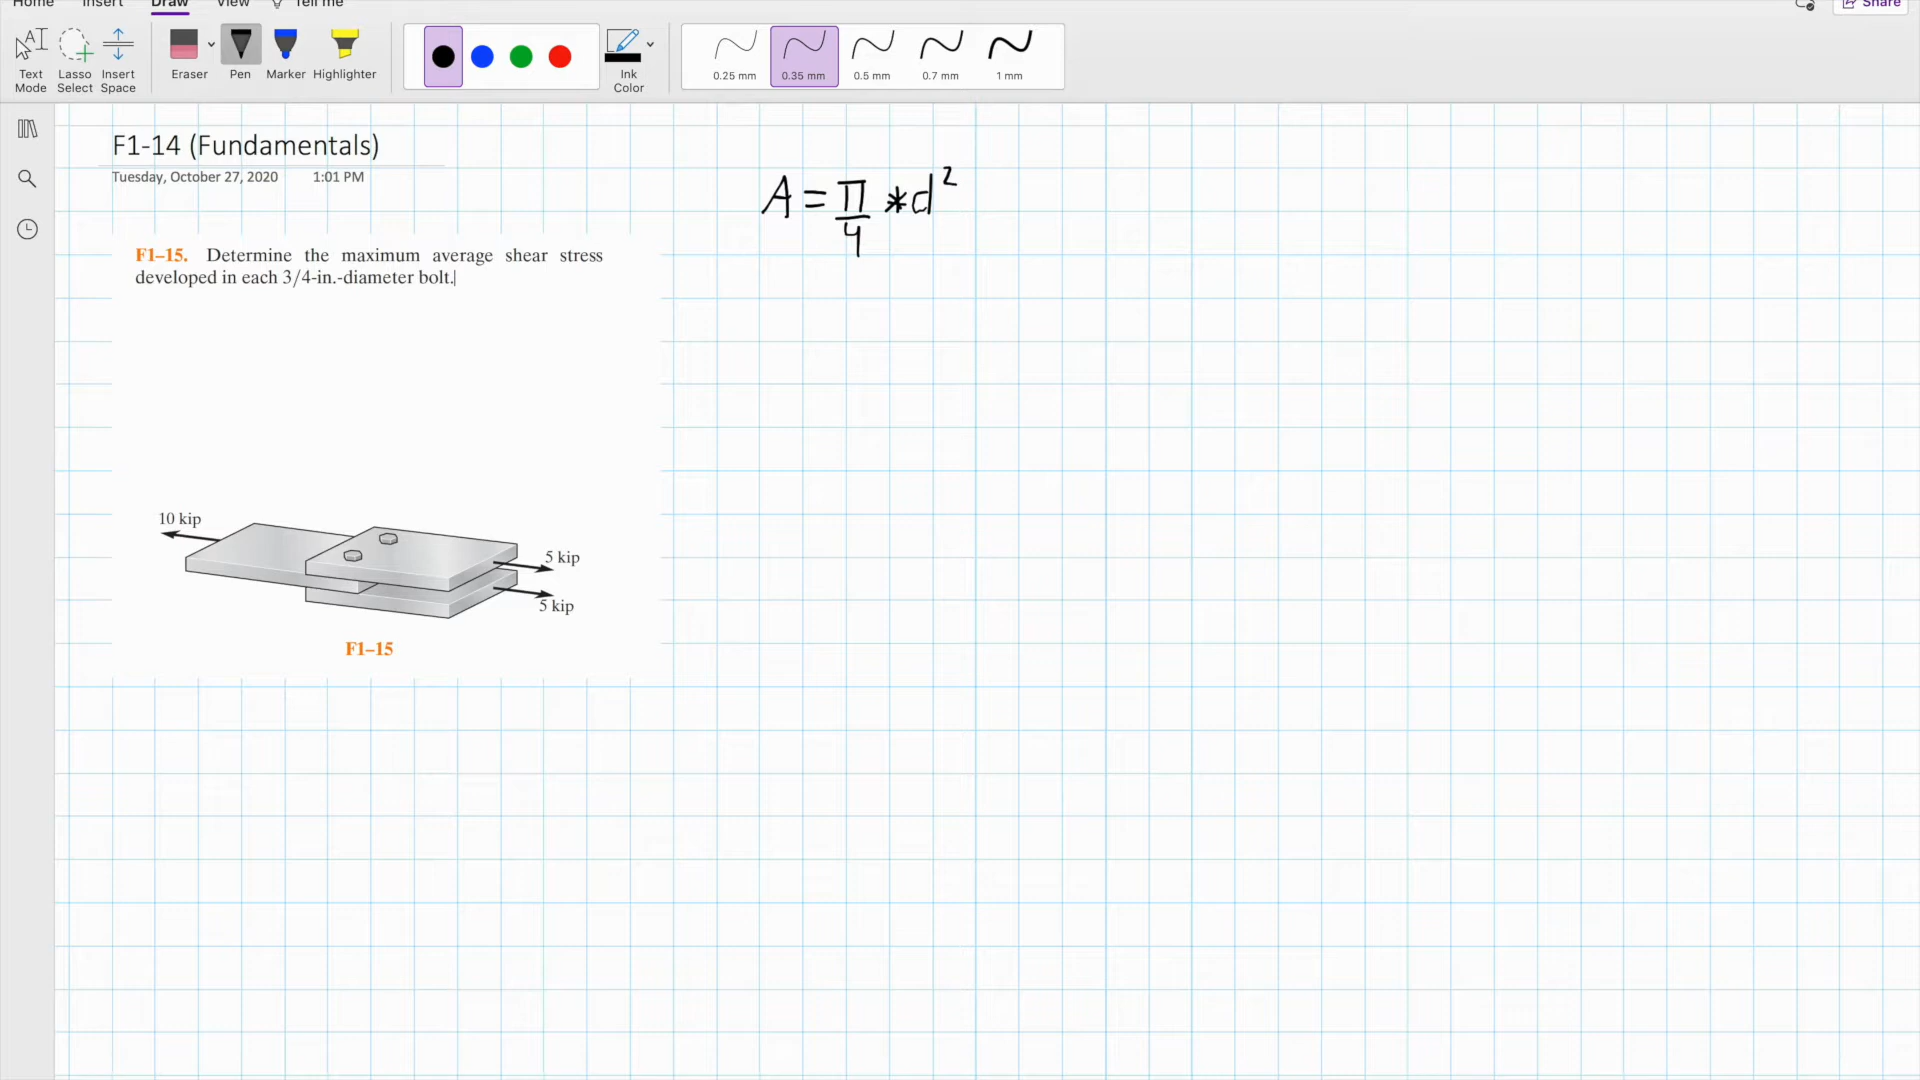 Home Insert Draw View Tell me Share
Text Mode
Lasso Select
Insert Space
Eraser
Pen
Marker
Highlighter
Ink Color
0.25 mm
0.35 mm
0.5 mm
0.7 mm
1 mm
F1-14 (Fundamentals)
Tuesday, October 27, 2020 1:01 PM
A = π/4 * d²
F1–15. Determine the maximum average shear stress
developed in each 3/4-in.-diameter bolt.
10 kip
5 kip
5 kip
F1–15